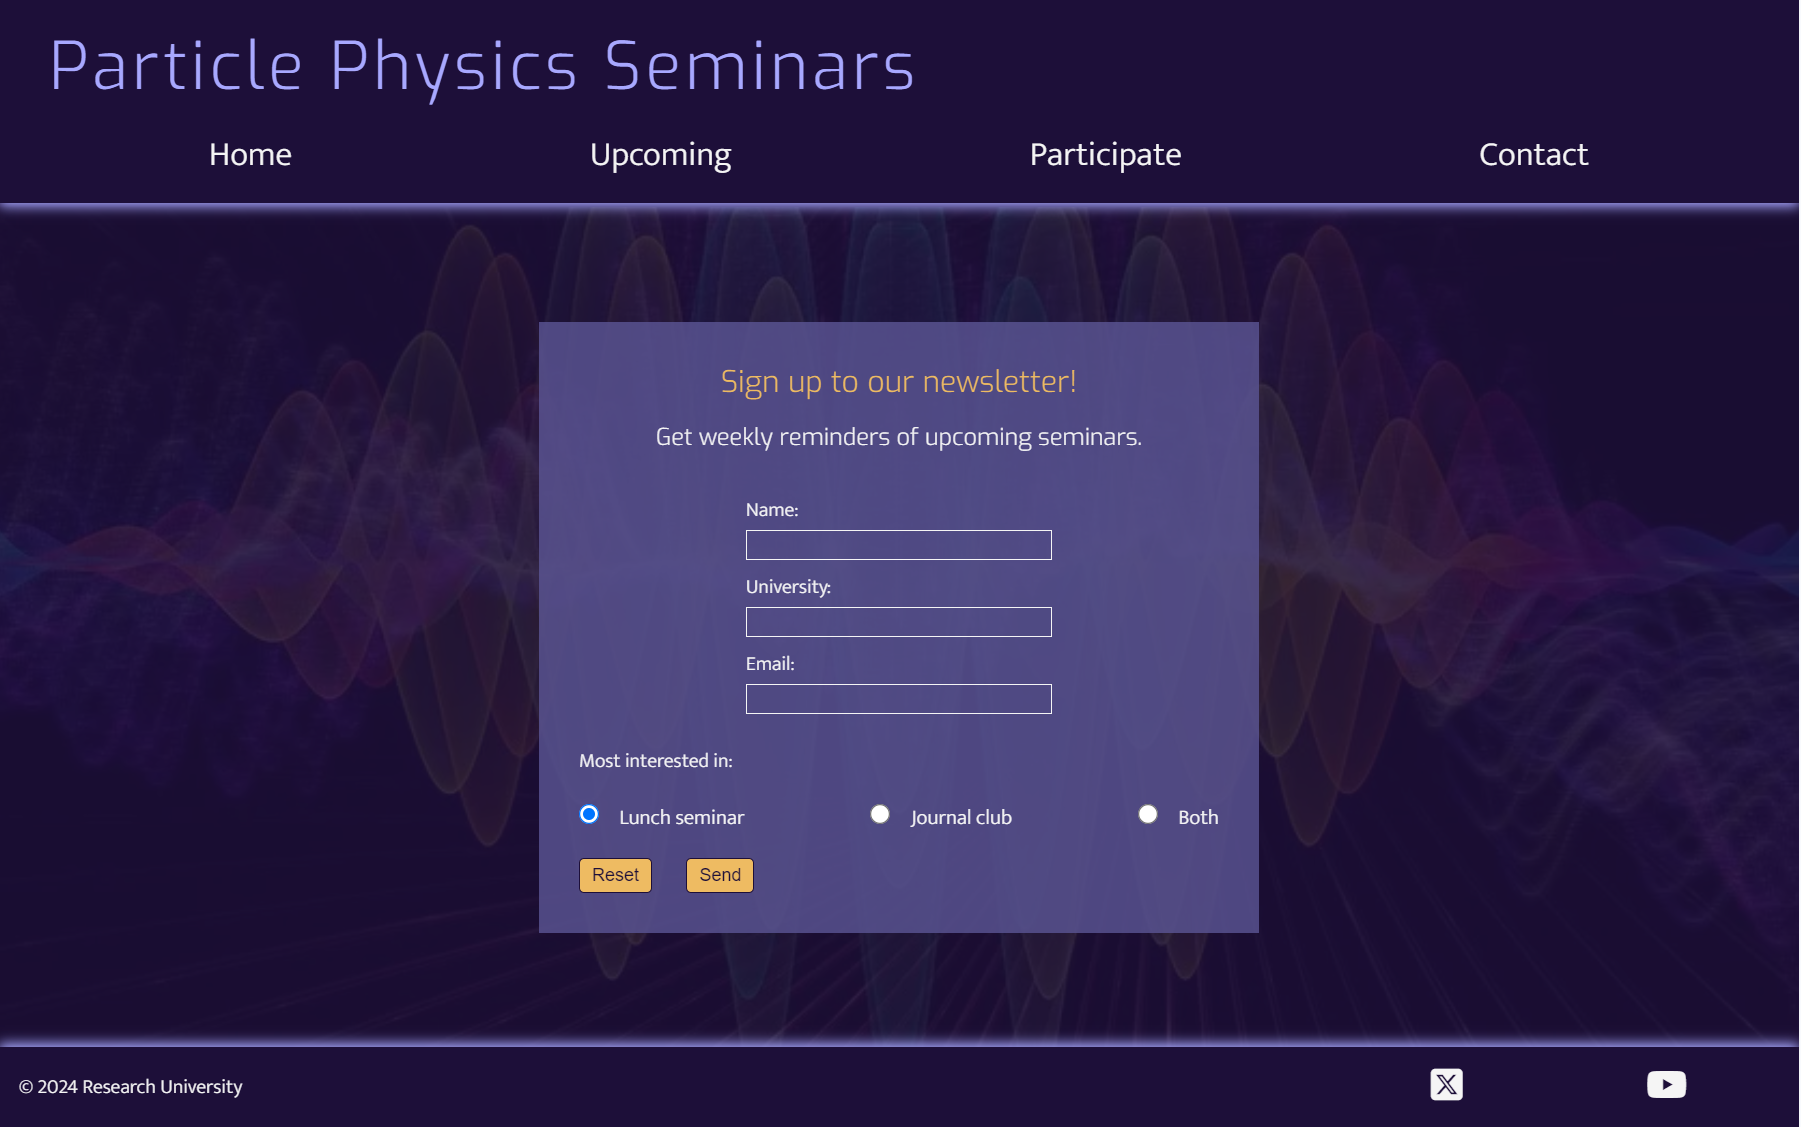 Particle Physics Seminars
Home Upcoming Participate Contact
Sign up to our newsletter!
Get weekly reminders of upcoming seminars.
Name:
University:
Email:
Most interested in:
Lunch seminar Journal club Both
Reset Send
© 2024 Research University